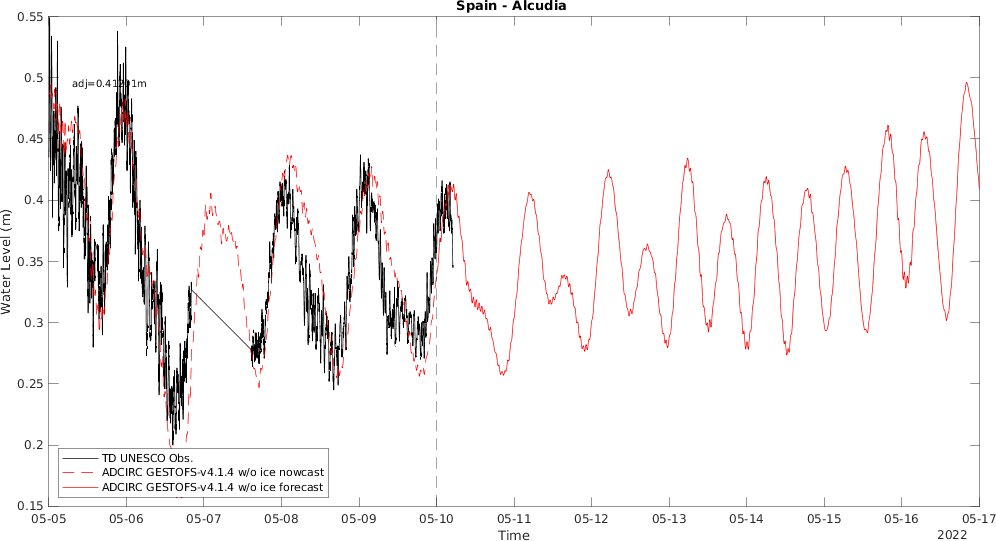 Spain - Alcudia
0.55
0.5
0.45
0.4
0.35
0.3
0.25
0.2
0.15
Water Level (m)
TD UNESCO Obs.
ADCIRC GESTOFS-v4.1.4 w/o ice nowcast
ADCIRC GESTOFS-v4.1.4 w/o ice forecast
05-05 05-06 05-07 05-08 05-09 05-10 05-11 05-12 05-13 05-14 05-15 05-16 05-17
Time
2022